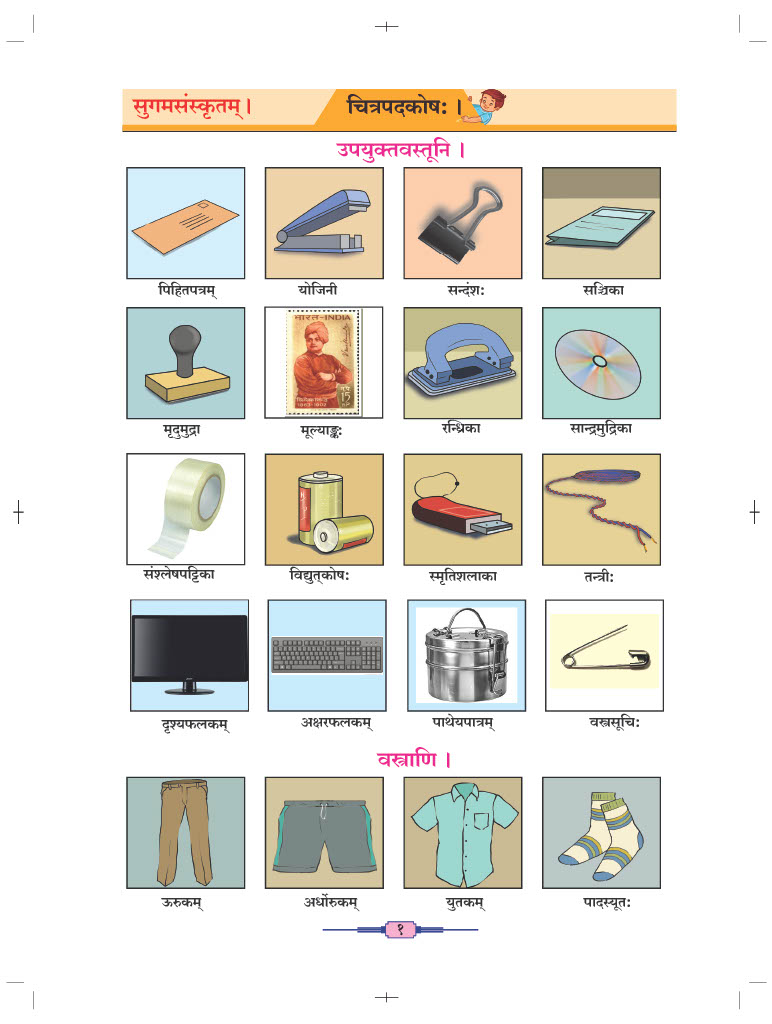 सुगमसंस्कृतम्। चित्रपदकोषः।
उपयुक्तवस्तूनि ।
पिहितपत्रम् योजिनी सन्दंशः सञ्चिका
भारत-INDIA
15
मृदुमुद्रा मूल्याङ्कः रन्ध्रिका सान्द्रमुद्रिका
संश्लेषपट्टिका विद्युत्कोषः स्मृतिशलाका तन्त्रीः
दृश्यफलकम् अक्षरफलकम् पाथेयपात्रम् वस्त्रसूचिः
वस्त्राणि ।
ऊरुकम् अर्धोरुकम् युतकम् पादस्यूतः
१